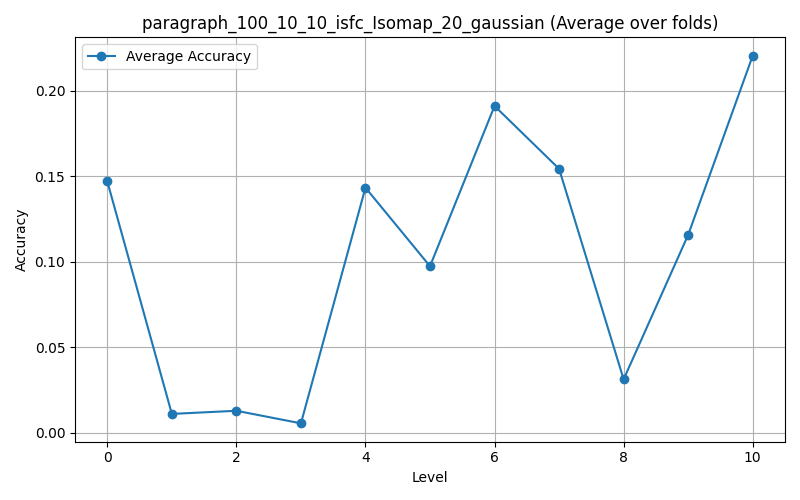 paragraph_100_10_10_isfc_Isomap_20_gaussian (Average over folds)
Average Accuracy
0.20
0.15
0.10
0.05
0.00
Accuracy
0 2 4 6 8 10
Level